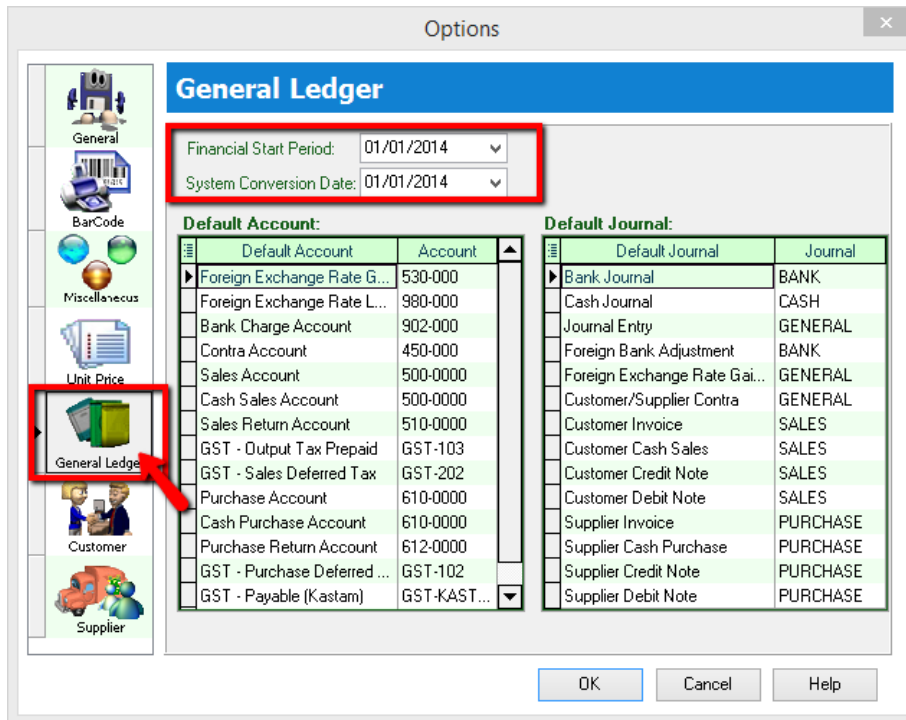 Options
General
BarCode
Miscellanecus
Unit Price
General Ledge
Customer
Supplier
General Ledger
Financial Start Period: 01/01/2014
System Conversion Date: 01/01/2014
Default Account:
Default Account Account
Foreign Exchange Rate G... 530-000
Foreign Exchange Rate L... 980-000
Bank Charge Account 902-000
Contra Account 450-000
Sales Account 500-0000
Cash Sales Account 500-0000
Sales Return Account 510-0000
GST - Output Tax Prepaid GST-103
GST - Sales Deferred Tax GST-202
Purchase Account 610-0000
Cash Purchase Account 610-0000
Purchase Return Account 612-0000
GST - Purchase Deferred ... GST-102
GST - Payable (Kastam) GST-KAST...
Default Journal:
Default Journal Journal
Bank Journal BANK
Cash Journal CASH
Journal Entry GENERAL
Foreign Bank Adjustment BANK
Foreign Exchange Rate Gai... GENERAL
Customer/Supplier Contra GENERAL
Customer Invoice SALES
Customer Cash Sales SALES
Customer Credit Note SALES
Customer Debit Note SALES
Supplier Invoice PURCHASE
Supplier Cash Purchase PURCHASE
Supplier Credit Note PURCHASE
Supplier Debit Note PURCHASE
OK Cancel Help